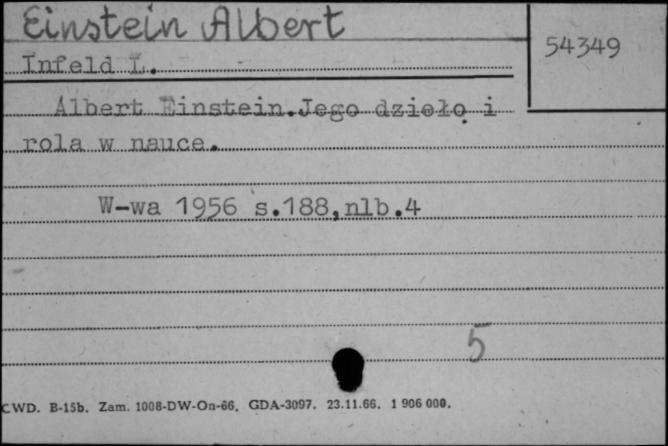 Einstein Albert
54349
Infeld L.
Albert Einstein.Jego dzieło i
rola w nauce.
W-wa 1956 s.188,nlb.4
5
CWD. B-15b. Zam. 1008-DW-On-66. GDA-3097. 23.11.66. 1 906 000.